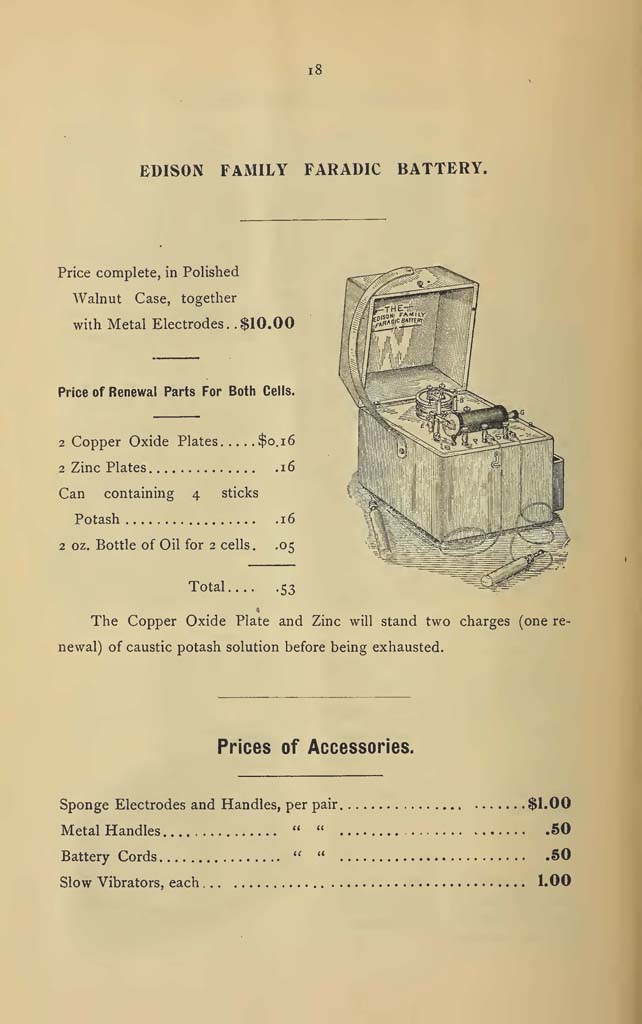 18
EDISON FAMILY FARADIC BATTERY.
Price complete, in Polished
Walnut Case, together
with Metal Electrodes..$10.00
Price of Renewal Parts For Both Cells.
2 Copper Oxide Plates.....$0.16
2 Zinc Plates.............. .16
Can containing 4 sticks
Potash................. .16
2 oz. Bottle of Oil for 2 cells. .05
Total.... .53
THE
EDISON FAMILY
FARADIC BATTERY
The Copper Oxide Plate and Zinc will stand two charges (one re-
newal) of caustic potash solution before being exhausted.
Prices of Accessories.
Sponge Electrodes and Handles, per pair........................$1.00
Metal Handles............... “ “ ........................ .50
Battery Cords................ “ “ ........................ .50
Slow Vibrators, each............................................ 1.00